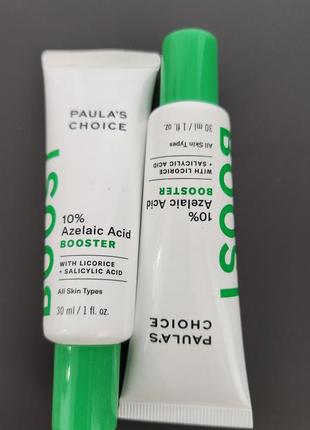 PAULA'S
CHOICE
BOOST
10%
Azelaic Acid
BOOSTER
WITH LICORICE
+ SALICYLIC ACID
All Skin Types
30 ml / 1 fl. oz.
PAULA'S
CHOICE
BOOST
10%
Azelaic Acid
BOOSTER
WITH LICORICE
+ SALICYLIC ACID
All Skin Types
30 ml / 1 fl. oz.